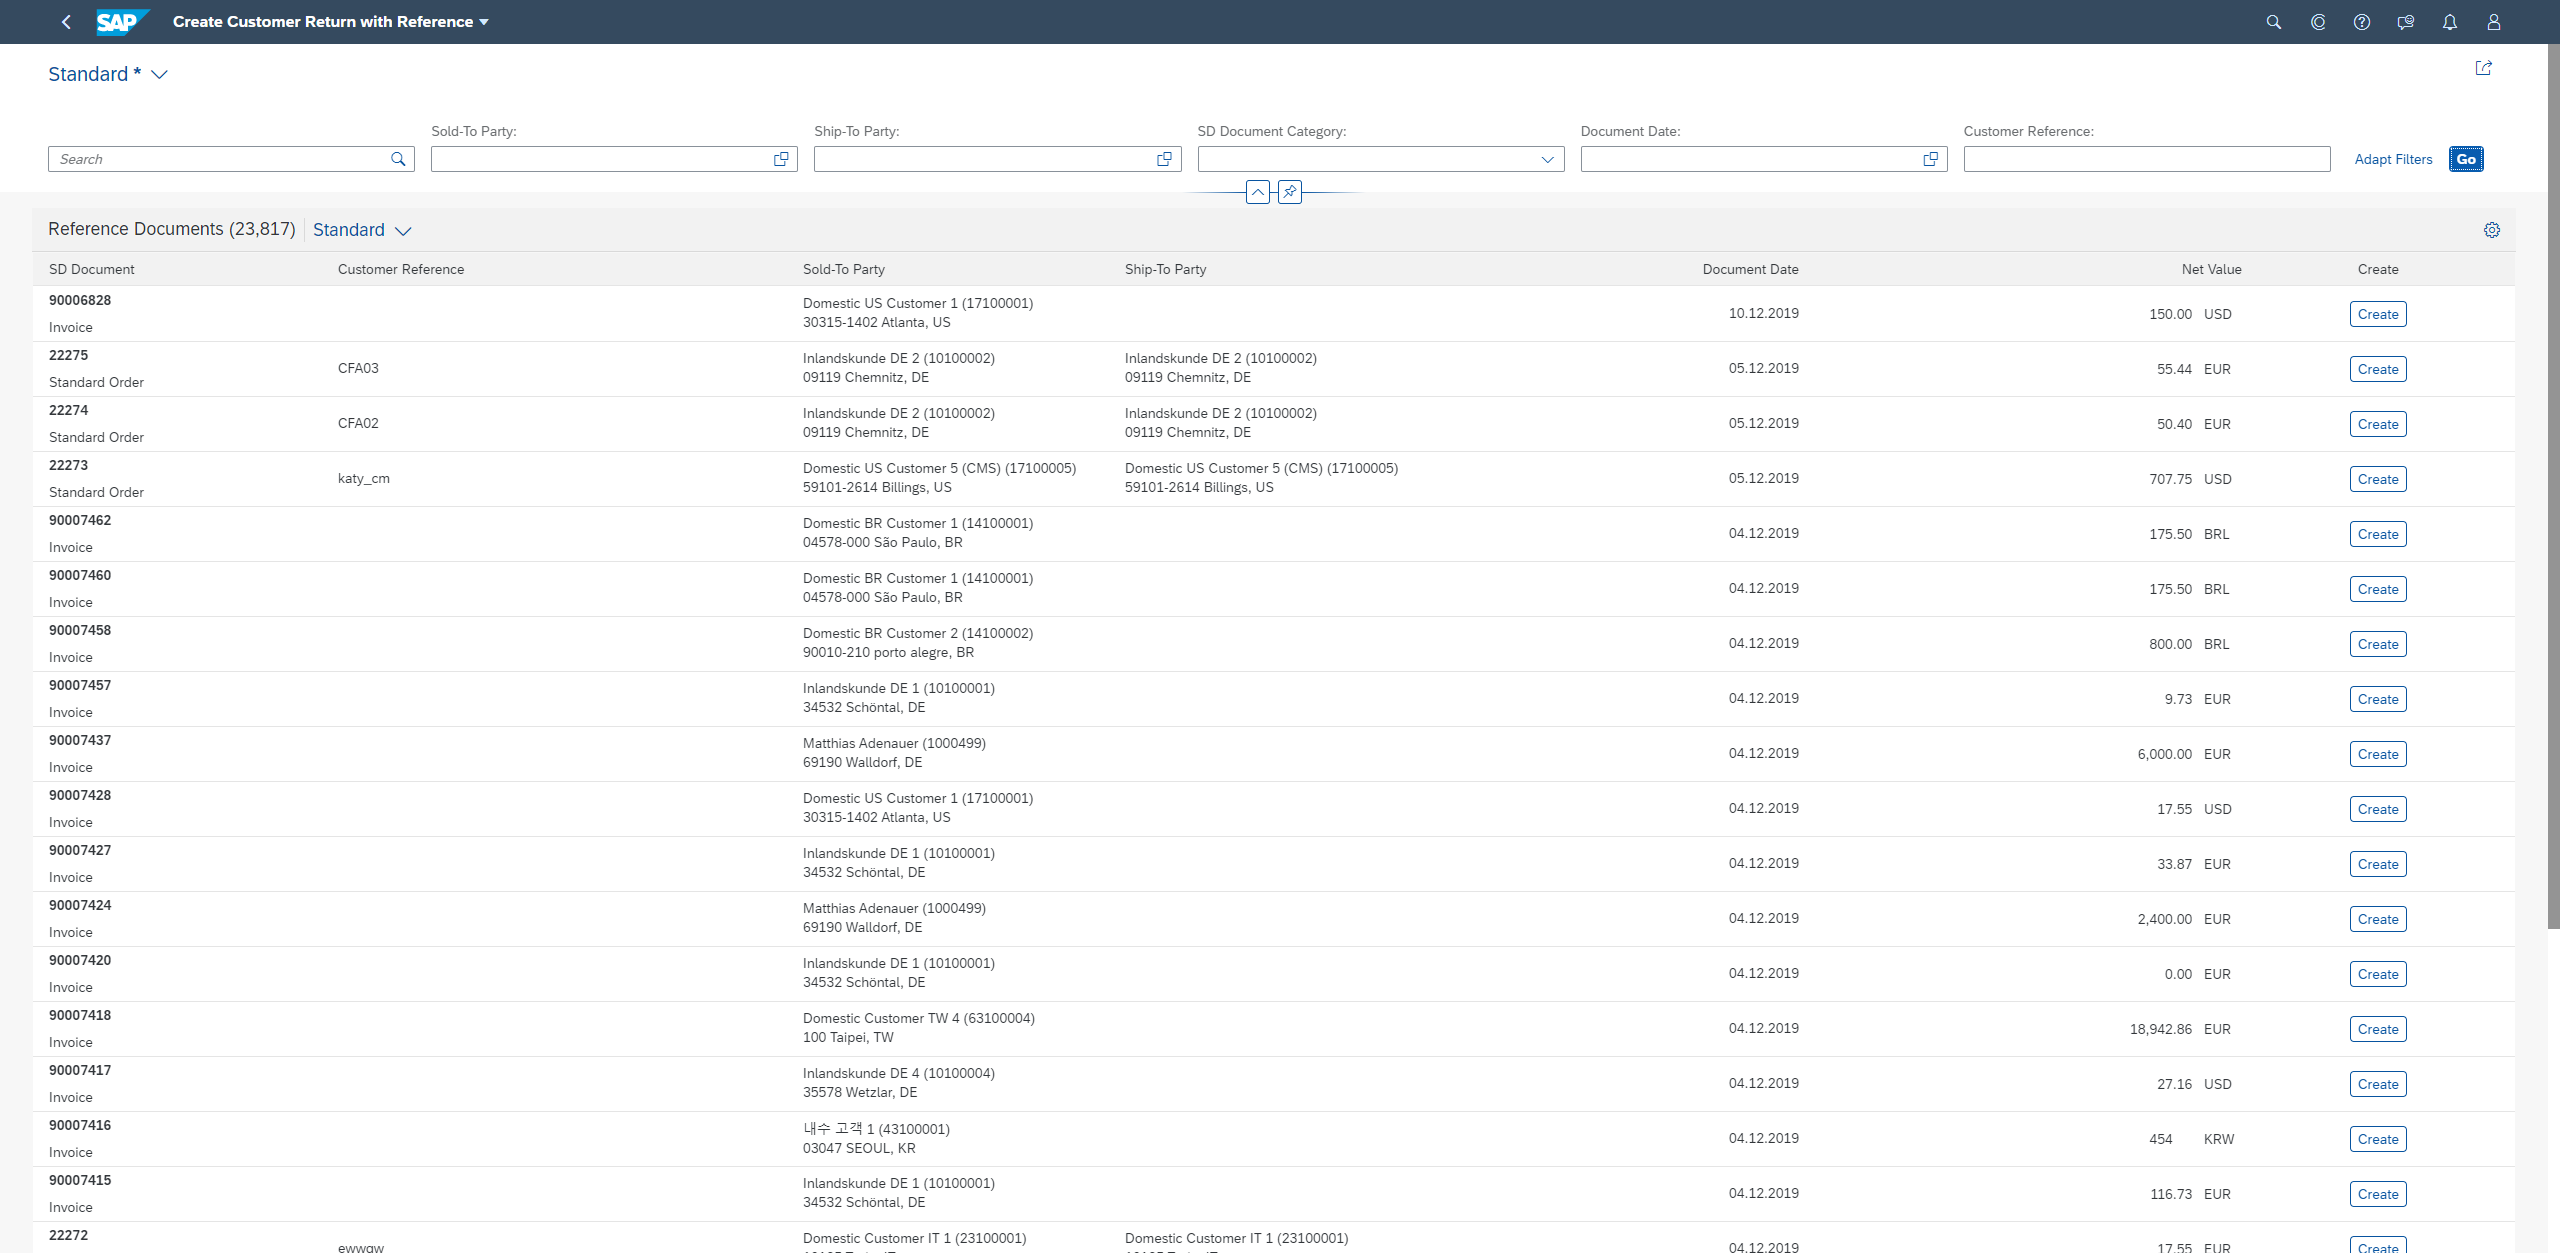 SAP Create Customer Return with Reference
Standard *
Sold-To Party: Ship-To Party: SD Document Category: Document Date: Customer Reference:
Search Adapt Filters Go
Reference Documents (23,817) Standard
SD Document Customer Reference Sold-To Party Ship-To Party Document Date Net Value Create
90006828 Domestic US Customer 1 (17100001) 10.12.2019 150.00 USD Create
Invoice 30315-1402 Atlanta, US
22275 CFA03 Inlandskunde DE 2 (10100002) Inlandskunde DE 2 (10100002) 05.12.2019 55.44 EUR Create
Standard Order 09119 Chemnitz, DE 09119 Chemnitz, DE
22274 CFA02 Inlandskunde DE 2 (10100002) Inlandskunde DE 2 (10100002) 05.12.2019 50.40 EUR Create
Standard Order 09119 Chemnitz, DE 09119 Chemnitz, DE
22273 katy_cm Domestic US Customer 5 (CMS) (17100005) Domestic US Customer 5 (CMS) (17100005) 05.12.2019 707.75 USD Create
Standard Order 59101-2614 Billings, US 59101-2614 Billings, US
90007462 Domestic BR Customer 1 (14100001) 04.12.2019 175.50 BRL Create
Invoice 04578-000 São Paulo, BR
90007460 Domestic BR Customer 1 (14100001) 04.12.2019 175.50 BRL Create
Invoice 04578-000 São Paulo, BR
90007458 Domestic BR Customer 2 (14100002) 04.12.2019 800.00 BRL Create
Invoice 90010-210 porto alegre, BR
90007457 Inlandskunde DE 1 (10100001) 04.12.2019 9.73 EUR Create
Invoice 34532 Schöntal, DE
90007437 Matthias Adenauer (1000499) 04.12.2019 6,000.00 EUR Create
Invoice 69190 Walldorf, DE
90007428 Domestic US Customer 1 (17100001) 04.12.2019 17.55 USD Create
Invoice 30315-1402 Atlanta, US
90007427 Inlandskunde DE 1 (10100001) 04.12.2019 33.87 EUR Create
Invoice 34532 Schöntal, DE
90007424 Matthias Adenauer (1000499) 04.12.2019 2,400.00 EUR Create
Invoice 69190 Walldorf, DE
90007420 Inlandskunde DE 1 (10100001) 04.12.2019 0.00 EUR Create
Invoice 34532 Schöntal, DE
90007418 Domestic Customer TW 4 (63100004) 04.12.2019 18,942.86 EUR Create
Invoice 100 Taipei, TW
90007417 Inlandskunde DE 4 (10100004) 04.12.2019 27.16 USD Create
Invoice 35578 Wetzlar, DE
90007416 내수 고객 1 (43100001) 04.12.2019 454 KRW Create
Invoice 03047 SEOUL, KR
90007415 Inlandskunde DE 1 (10100001) 04.12.2019 116.73 EUR Create
Invoice 34532 Schöntal, DE
22272 Domestic Customer IT 1 (23100001) Domestic Customer IT 1 (23100001) 04.12.2019 17.55 EUR Create